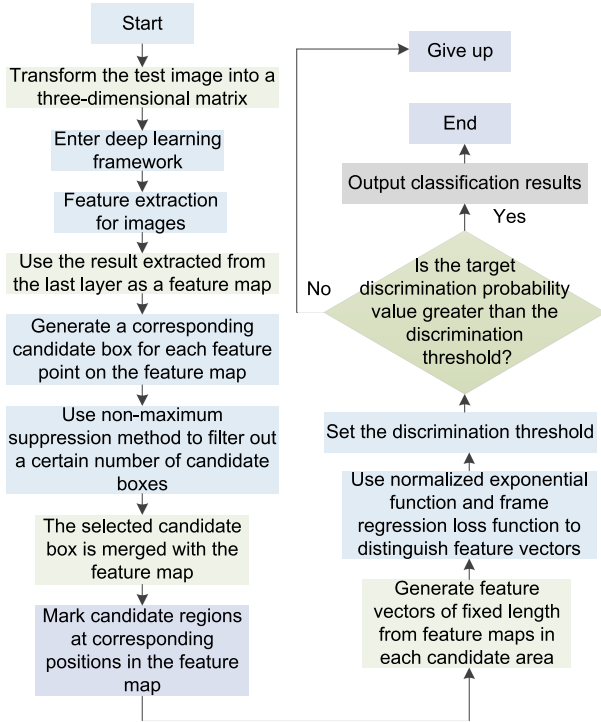 Start
Transform the test image into a
three-dimensional matrix
Enter deep learning
framework
Feature extraction
for images
Use the result extracted from
the last layer as a feature map
Generate a corresponding
candidate box for each feature
point on the feature map
Use non-maximum
suppression method to filter out
a certain number of candidate
boxes
The selected candidate
box is merged with the
feature map
Mark candidate regions
at corresponding
positions in the feature
map
Generate feature
vectors of fixed length
from feature maps in
each candidate area
Use normalized exponential
function and frame
regression loss function to
distinguish feature vectors
Set the discrimination threshold
Is the target
discrimination probability
value greater than the
discrimination
threshold?
No
Give up
Yes
Output classification results
End